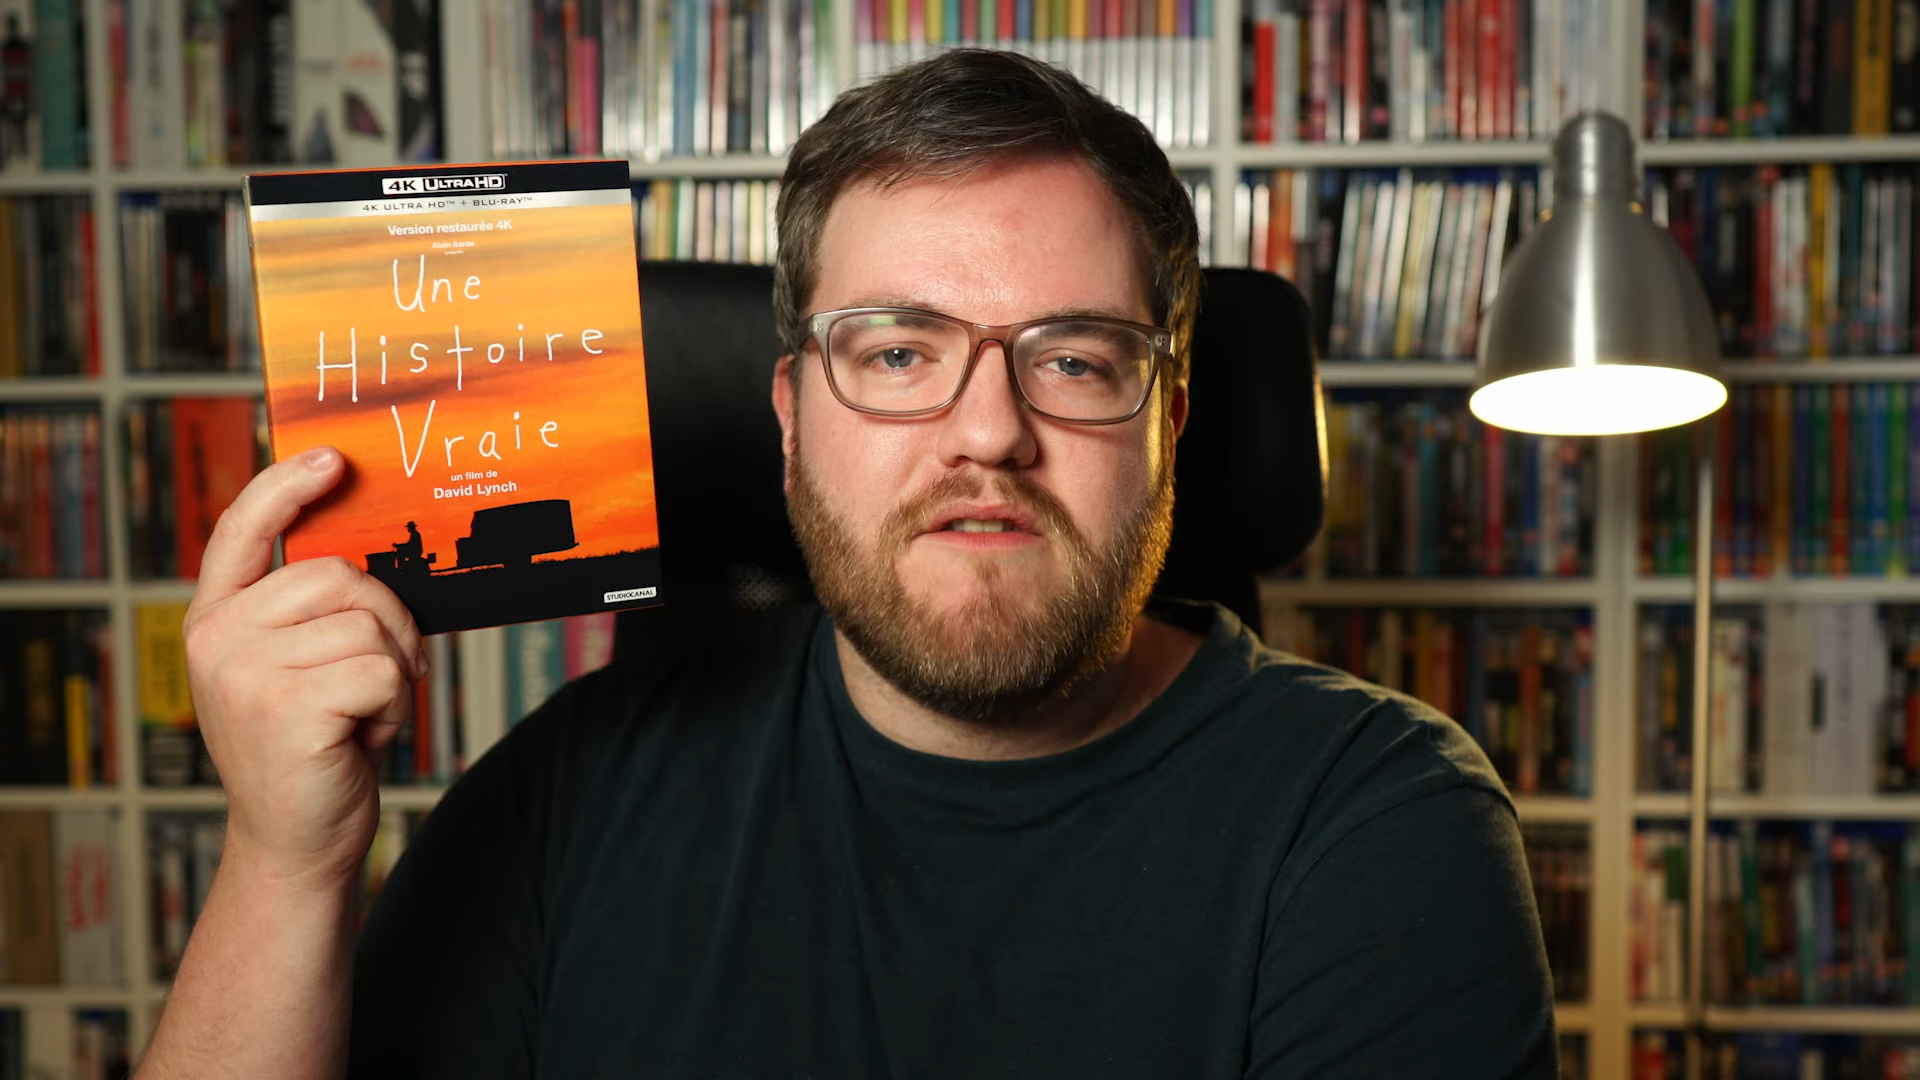 4K ULTRA HD
4K ULTRA HD™ + BLU-RAY™
Version restaurée 4K
Alain Sarde
présente
Une
Histoire
Vraie
un film de
David Lynch
STUDIOCANAL